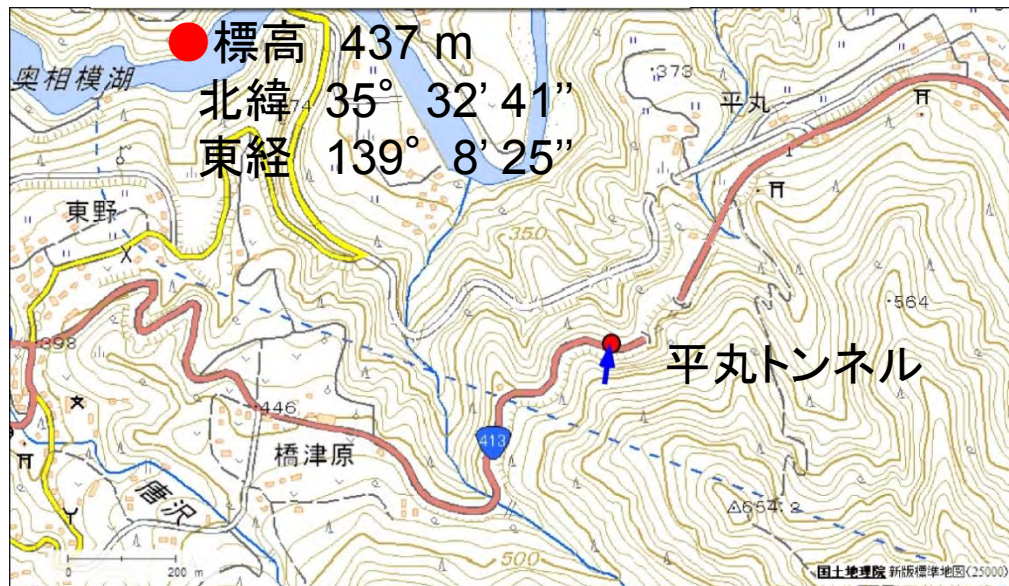 標高 437 m
北緯 35° 32’ 41”
東経 139° 8’ 25”
奥相模湖
74
373
平丸
東野
350
564
398
平丸トンネル
446
413
橋津原
唐沢
654.2
500
0 200 m
国土地理院 新版標準地図(25000)